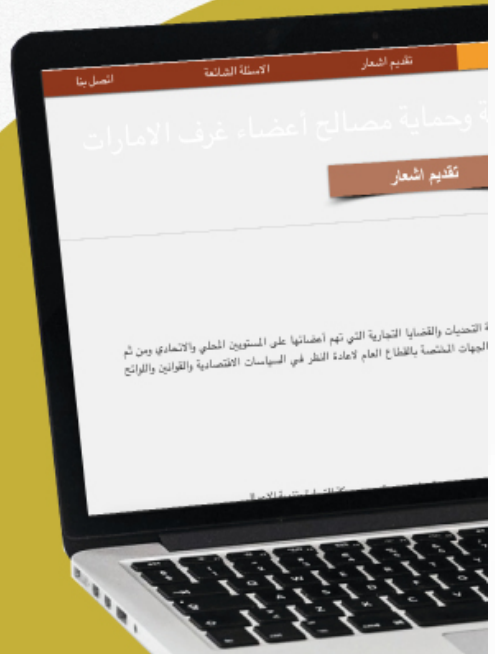 تقديم اشعار
الاسئلة الشائعة
اتصل بنا
وحماية مصالح أعضاء غرف الامارات
تقديم اشعار
التحديات والقضايا التجارية التي تهم أعضائها على المستويين المحلي والاتحادي ومن ثم
الجهات المختصة بالقطاع العام لاعادة النظر في السياسات الاقتصادية والقوانين واللوائح